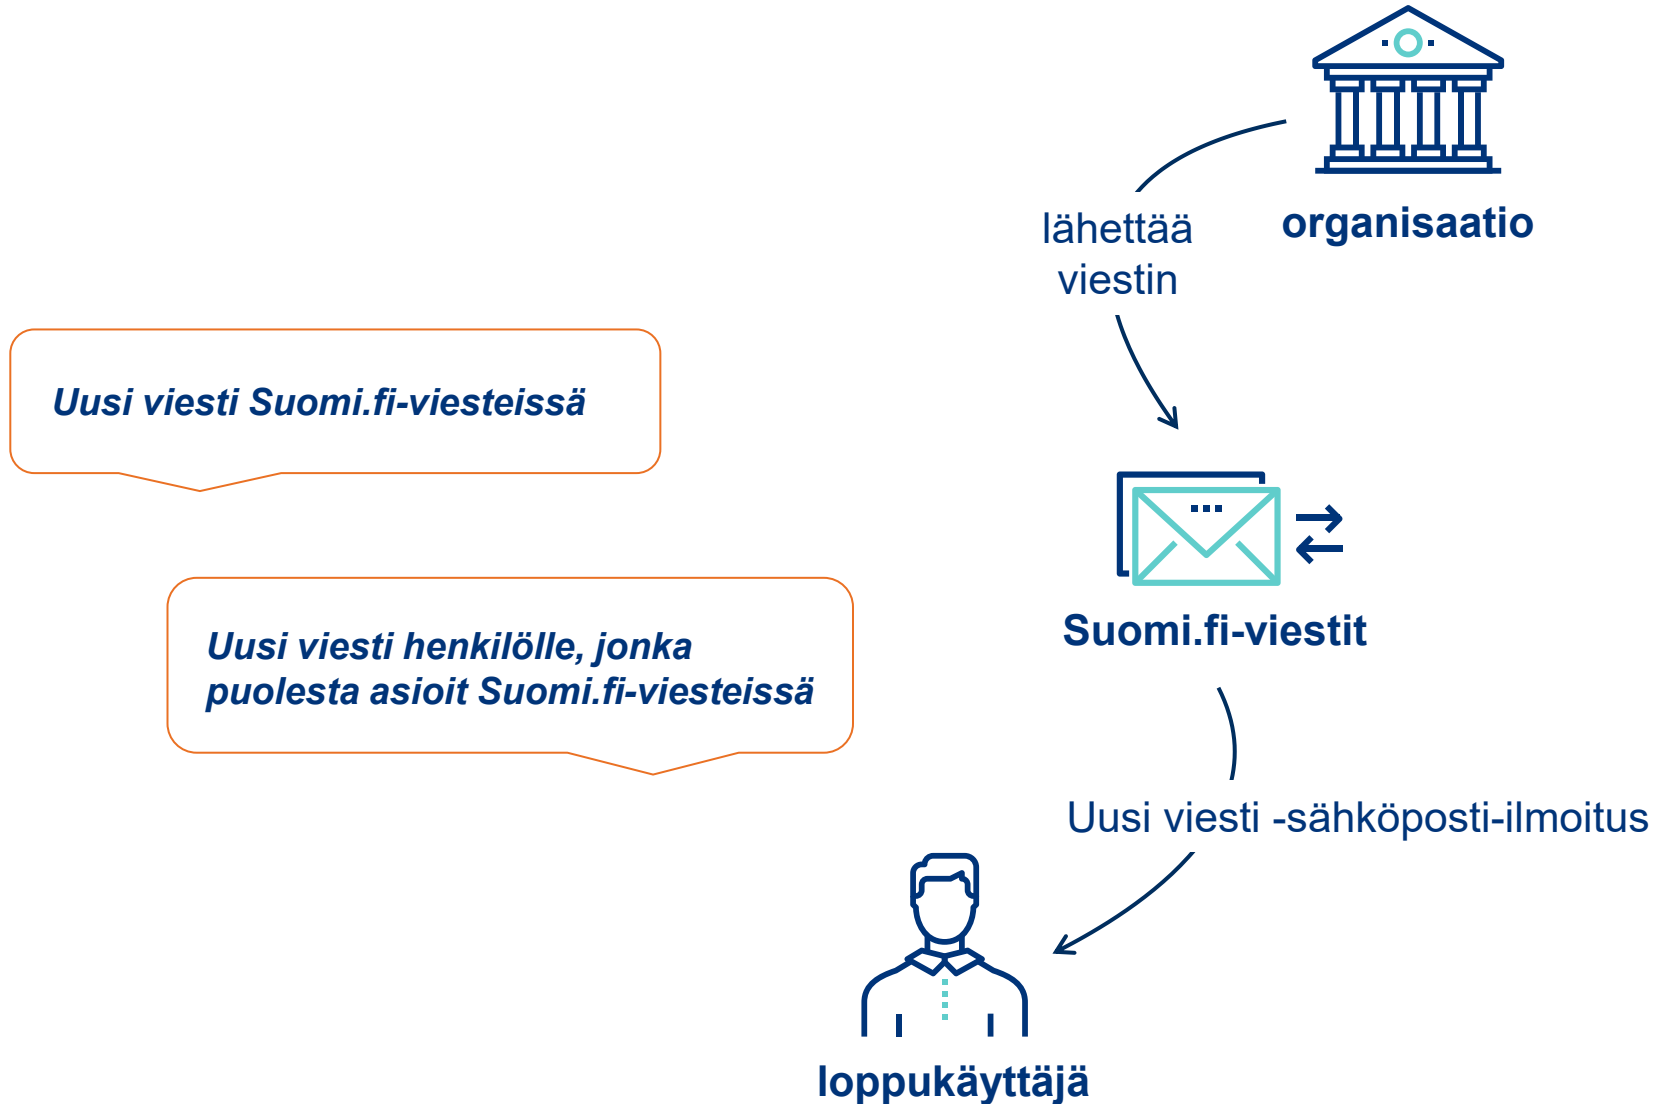 organisaatio
lähettää
viestin
Uusi viesti Suomi.fi-viesteissä
Suomi.fi-viestit
Uusi viesti henkilölle, jonka
puolesta asioit Suomi.fi-viesteissä
Uusi viesti -sähköposti-ilmoitus
loppukäyttäjä